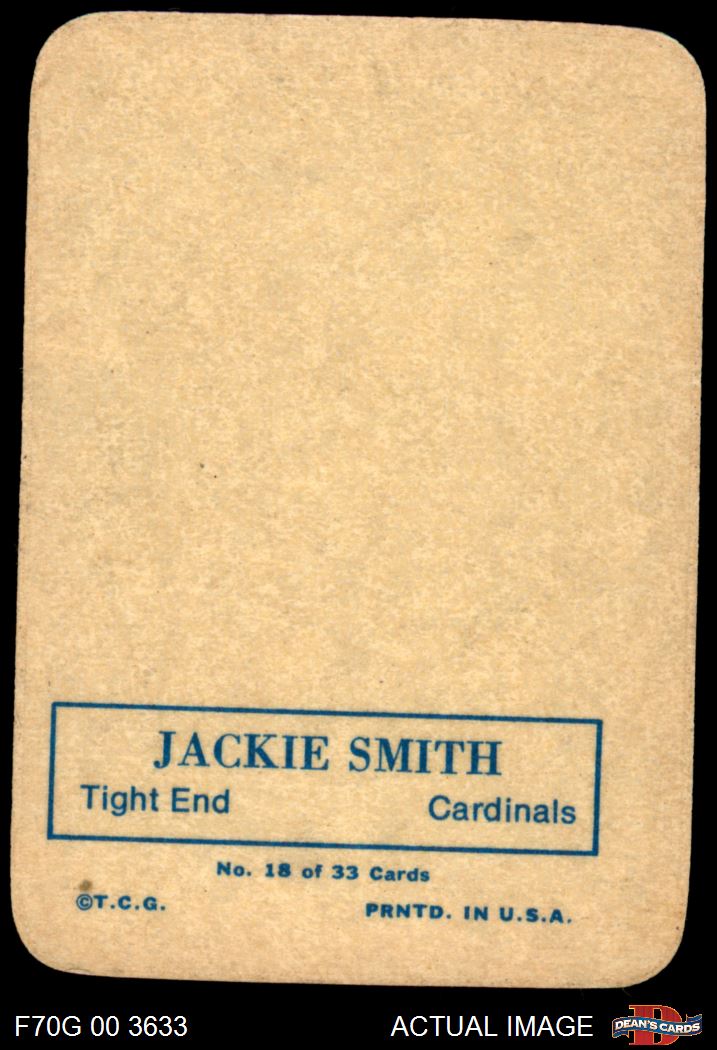 JACKIE SMITH
Tight End Cardinals
No. 18 of 33 Cards
©T.C.G. PRNTD. IN U.S.A.
F70G 00 3633 ACTUAL IMAGE DEAN'S CARDS